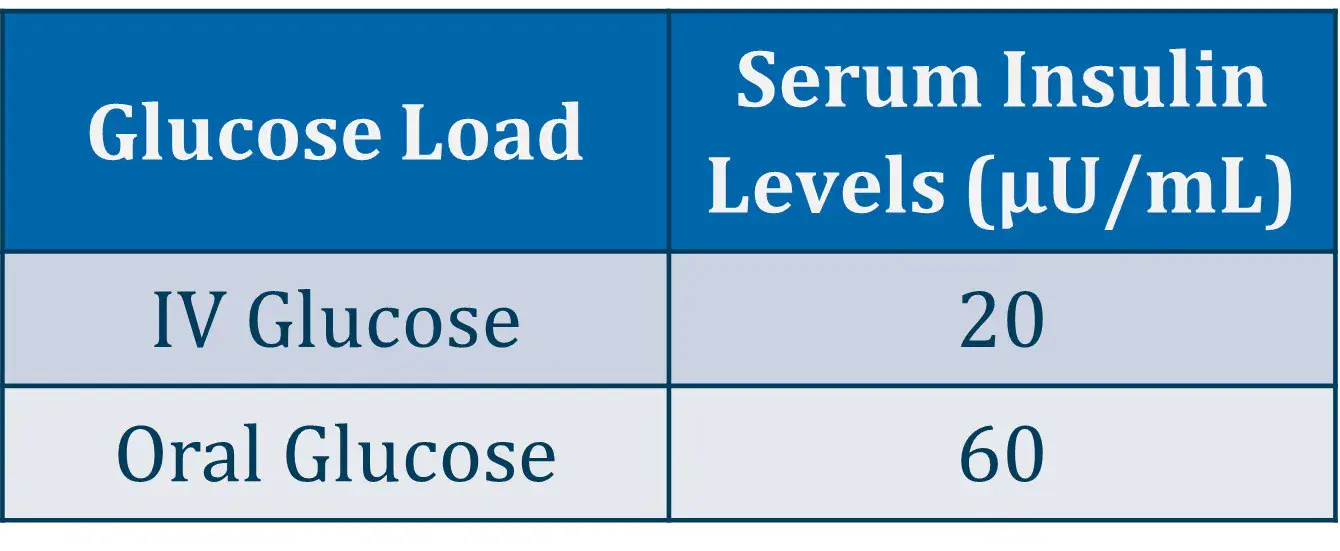 Glucose Load
Serum Insulin
Levels (μU/mL)
IV Glucose
20
Oral Glucose
60